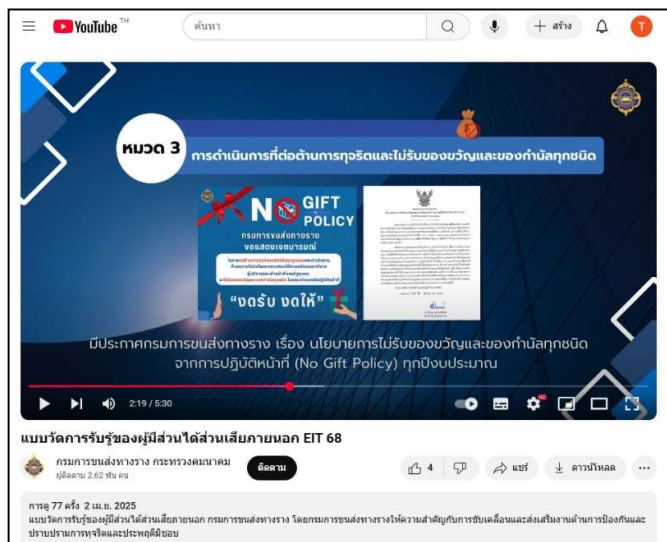 YouTube TH
ค้นหา
สร้าง
T
หมวด 3
การดำเนินการที่ต่อต้านการทุจริตและไม่รับของขวัญและของกำนัลทุกชนิด
NO GIFT
POLICY
กรมการขนส่งทางราง
ขอแสดงเจตนารมณ์
“งดรับ งดให้”
มีประกาศกรมการขนส่งทางราง เรื่อง นโยบายการไม่รับของขวัญและของกำนัลทุกชนิด
จากการปฏิบัติหน้าที่ (No Gift Policy) ทุกปีงบประมาณ
2:19 / 5:30
HD
แบบวัดการรับรู้ของผู้มีส่วนได้ส่วนเสียภายนอก EIT 68
กรมการขนส่งทางราง กระทรวงคมนาคม
ผู้ติดตาม 2.62 พัน คน
ติดตาม
4
แชร์
ดาวน์โหลด
การดู 77 ครั้ง 2 เม.ย. 2025
แบบวัดการรับรู้ของผู้มีส่วนได้ส่วนเสียภายนอก กรมการขนส่งทางราง โดยกรมการขนส่งทางรางให้ความสำคัญกับการขับเคลื่อนและส่งเสริมงานด้านการป้องกันและ
ปราบปรามการทุจริตและประพฤติมิชอบ